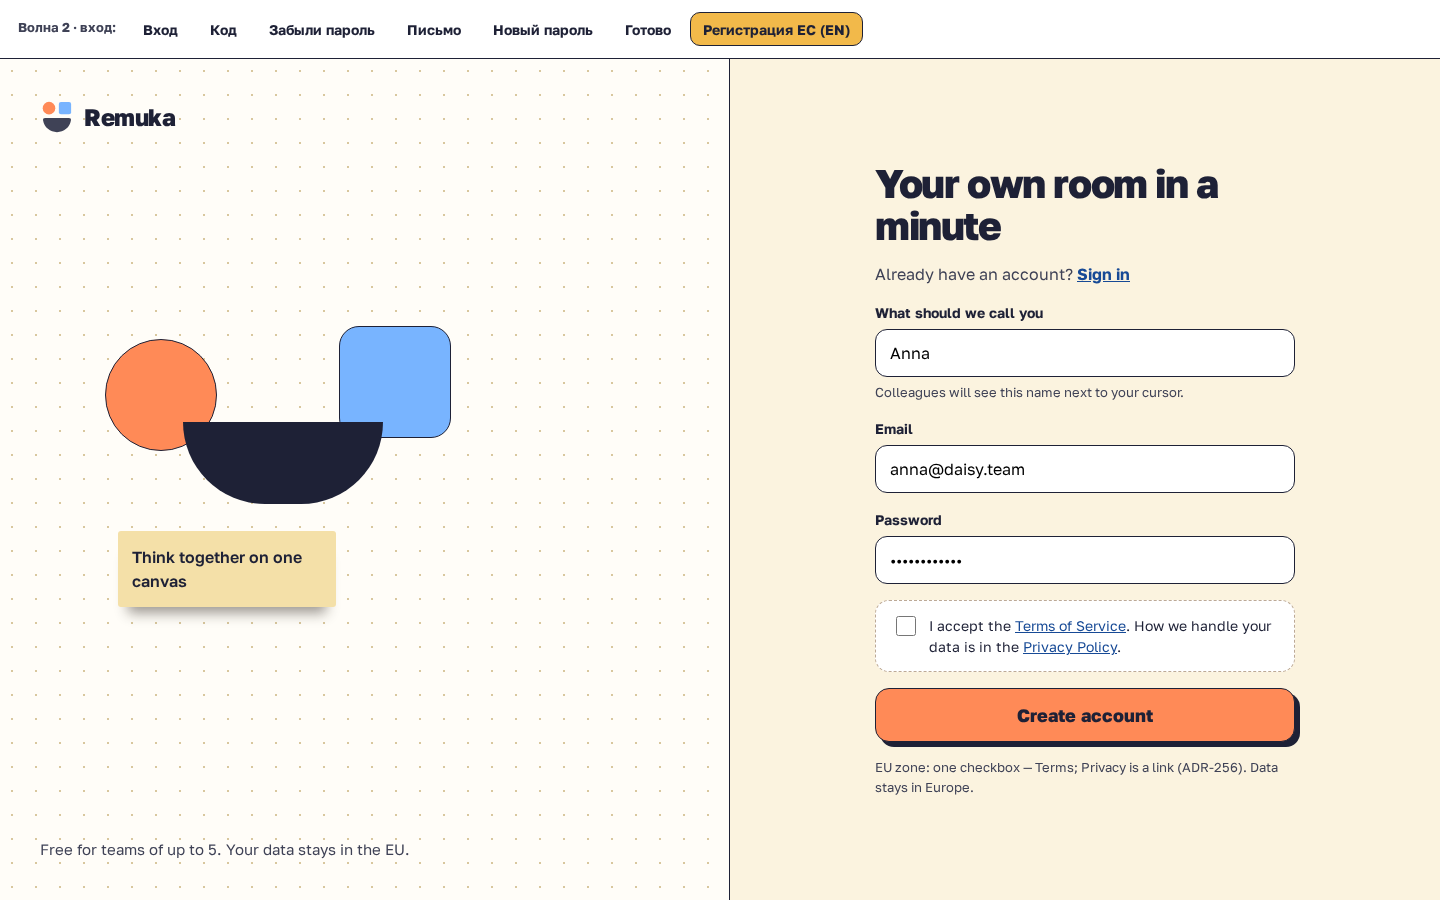 Волна 2 · вход:
Вход
Код
Забыли пароль
Письмо
Новый пароль
Готово
Регистрация ЕС (EN)
Remuka
Think together on one
canvas
Free for teams of up to 5. Your data stays in the EU.
Your own room in a
minute
Already have an account? Sign in
What should we call you
Anna
Colleagues will see this name next to your cursor.
Email
anna@daisy.team
Password
••••••••••••
I accept the Terms of Service. How we handle your
data is in the Privacy Policy.
Create account
EU zone: one checkbox — Terms; Privacy is a link (ADR-256). Data
stays in Europe.